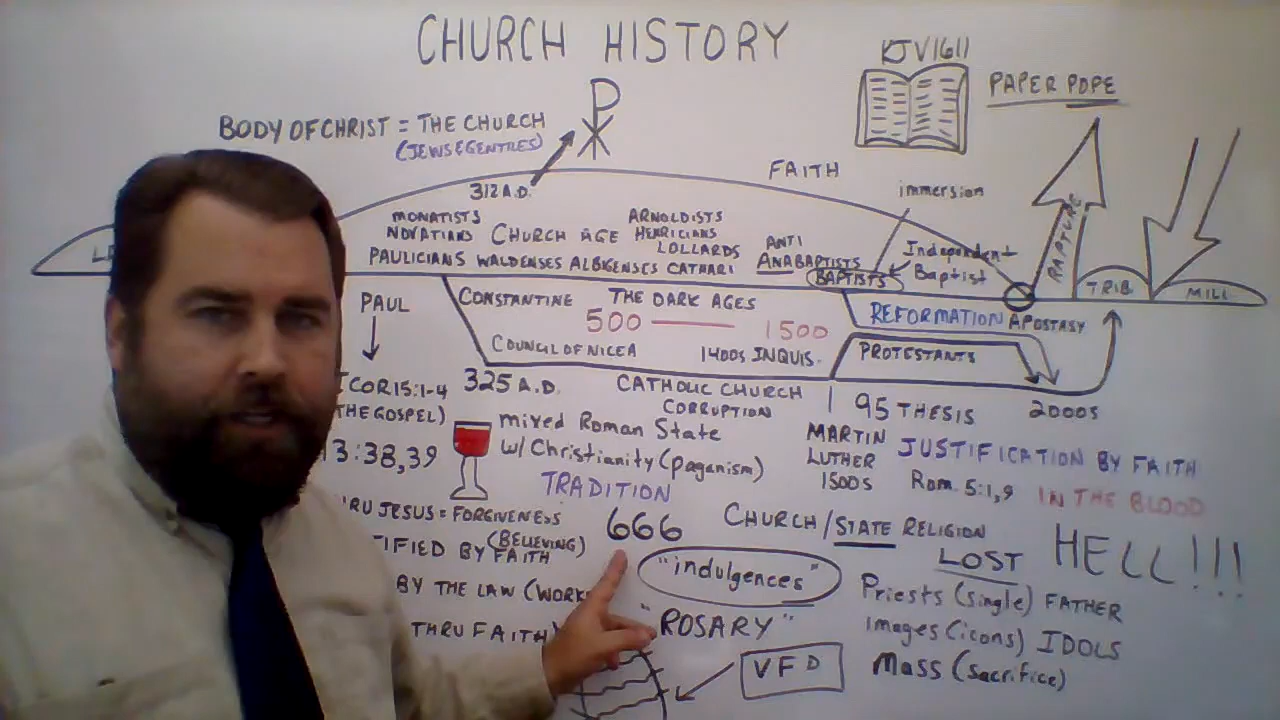 CHURCH HISTORY
KJV1611
PAPER POPE
BODY OF CHRIST = THE CHURCH
(JEWS & GENTILES)
312 A.D.
FAITH
immersion
MONATISTS
NOVATIANS
CHURCH AGE
ARNOLDISTS
HENRICIANS
LOLLARDS
PAULICIANS WALDENSES ALBIGENSES CATHARI
ANTI
ANABAPTISTS
BAPTISTS
Independent
Baptist
RAPTURE
TRIB
MILL
PAUL
CONSTANTINE
THE DARK AGES
500 — 1500
COUNCIL OF NICEA
1400S INQUIS.
REFORMATION
APOSTASY
PROTESTANTS
COR 15:1-4
THE GOSPEL)
3:38,39
325 A.D.
CATHOLIC CHURCH
CORRUPTION
mixed Roman State
w/ Christianity (paganism)
TRADITION
95 THESIS
2000S
MARTIN
LUTHER
1500S
JUSTIFICATION BY FAITH
Rom. 5:1,9
IN THE BLOOD
RU JESUS = FORGIVENESS
(BELIEVING)
TIFIED BY FAITH
BY THE LAW (WORK
THRU FAITH)
666
CHURCH/STATE RELIGION
LOST
HELL!!!
"indulgences"
"ROSARY"
VFD
Priests (single) FATHER
Images (icons) IDOLS
Mass (sacrifice)